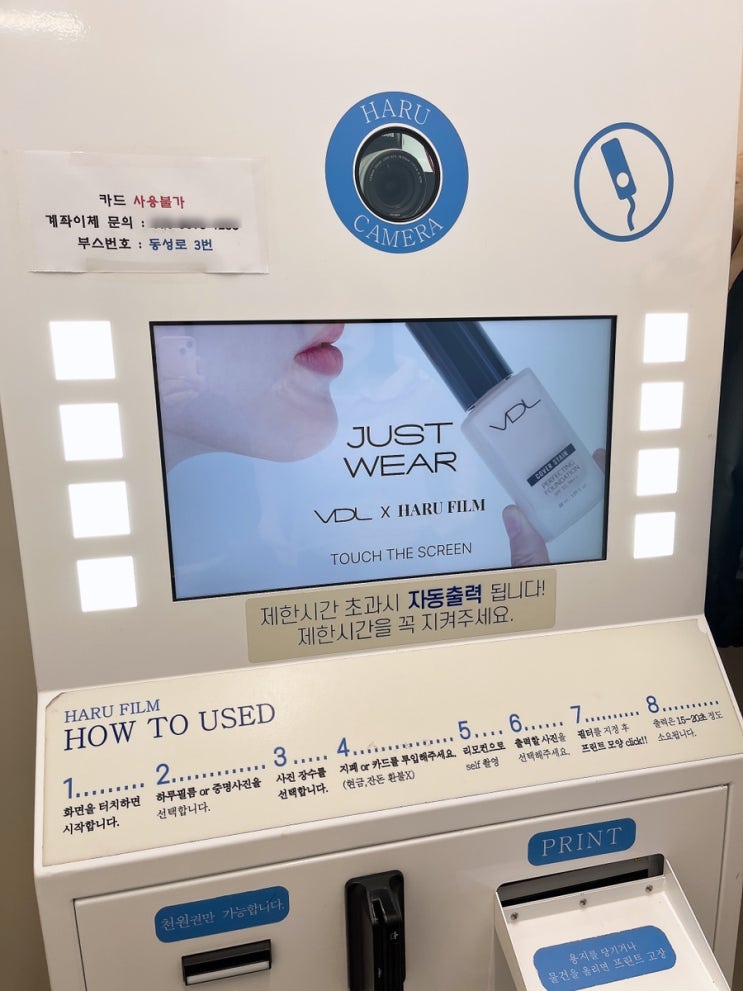 HARU
CAMERA
카드 사용불가
계좌이체 문의 :
부스번호 : 동성로 3번
JUST
WEAR
VDL X HARU FILM
TOUCH THE SCREEN
VDL
COVER STAIN
PERFECTING
FOUNDATION
제한시간 초과시 자동출력 됩니다!
제한시간을 꼭 지켜주세요.
HARU FILM
HOW TO USED
1
화면을 터치하면
시작합니다.
2
하루필름 or 증명사진을
선택합니다.
3
사진 장수를
선택합니다.
4
지폐 or 카드를 투입해주세요.
(현금,잔돈 환불X)
5
리모컨으로
self 촬영
6
출력할 사진을
선택해주세요.
7
필터를 지정 후
프린트 모양 click!!
8
출력은 15~20초 정도
소요됩니다.
PRINT
천원권만 가능합니다.
용지를 당기거나
물건을 올리면 프린트 고장